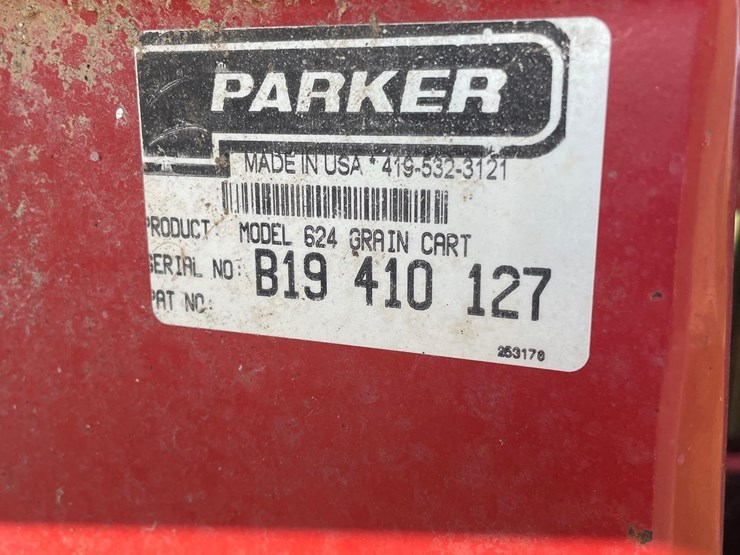 PARKER
MADE IN USA * 419-532-3121
PRODUCT MODEL 624 GRAIN CART
SERIAL NO: B19 410 127
PAT NO:
253170